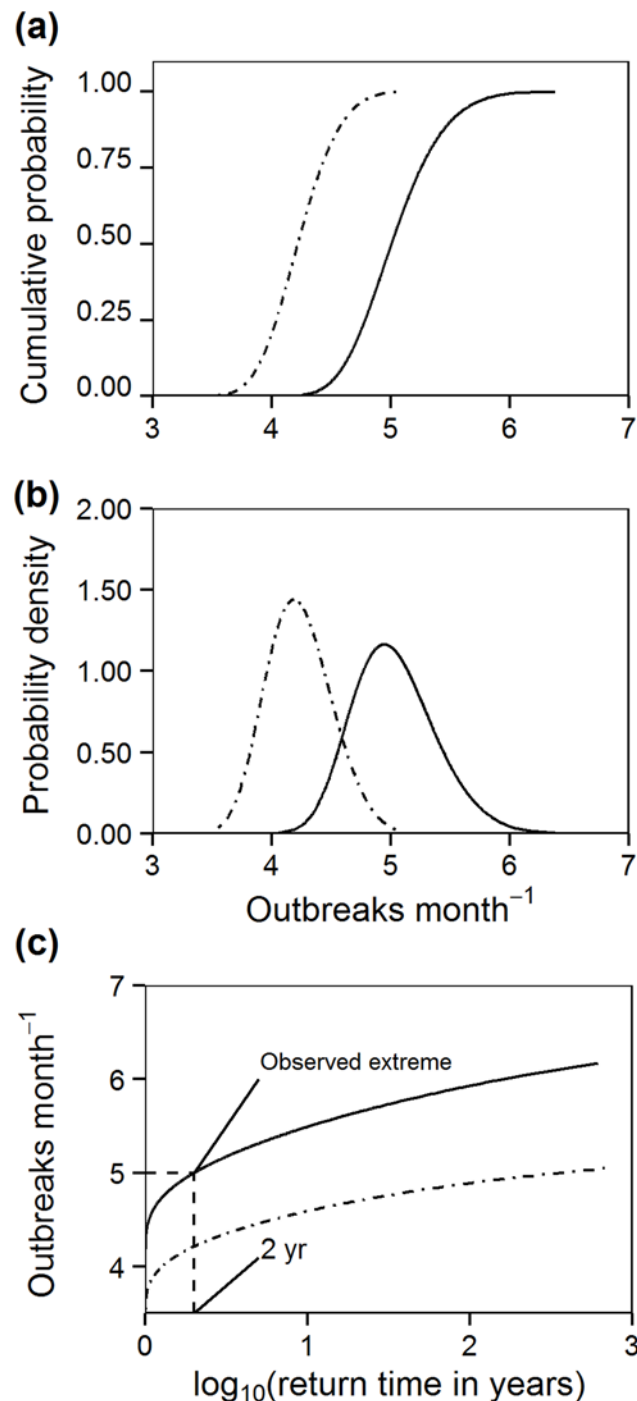 (a)
Cumulative probability
1.00
0.75
0.50
0.25
0.00
3 4 5 6 7
(b)
Probability density
2.00
1.50
1.00
0.50
0.00
3 4 5 6 7
Outbreaks month⁻¹
(c)
Outbreaks month⁻¹
7
6
5
4
Observed extreme
2 yr
0 1 2 3
log₁₀(return time in years)